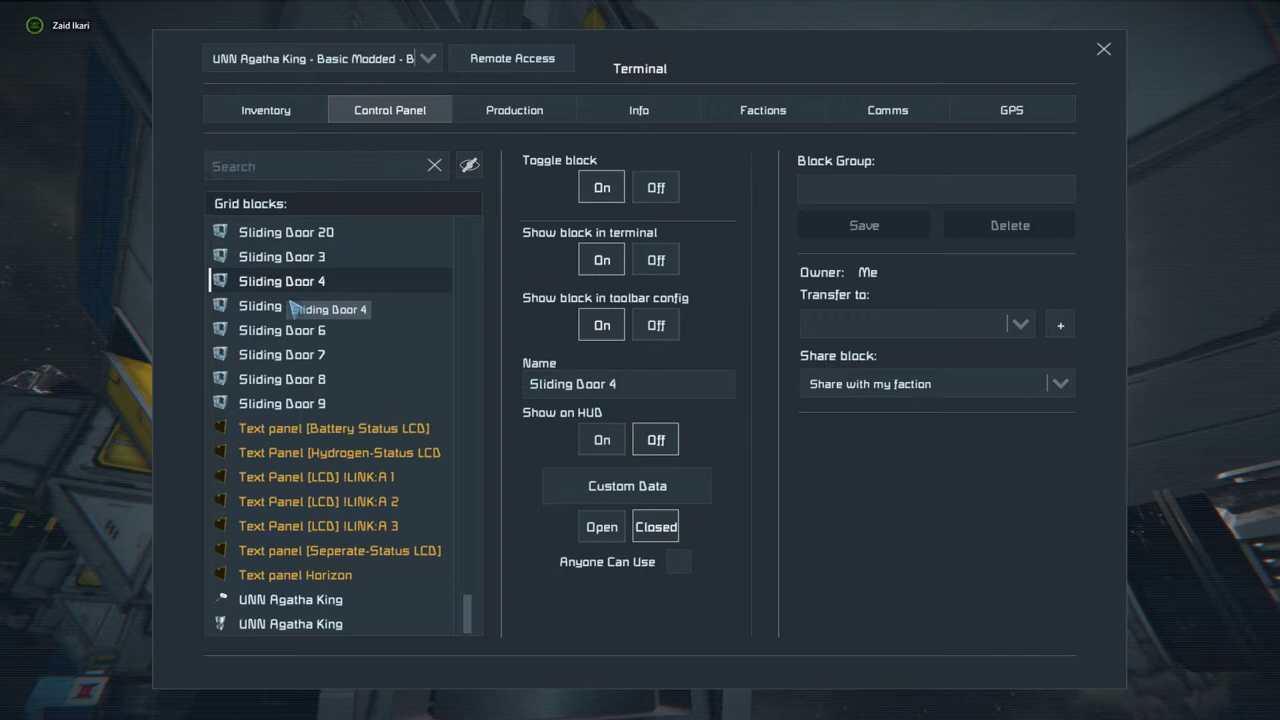 Zaid Ikari
UNN Agatha King - Basic Modded - B
Remote Access
Terminal
Inventory
Control Panel
Production
Info
Factions
Comms
GPS
Search
Grid blocks:
Sliding Door 20
Sliding Door 3
Sliding Door 4
Sliding
Sliding Door 4
Sliding Door 6
Sliding Door 7
Sliding Door 8
Sliding Door 9
Text panel [Battery Status LCD]
Text Panel [Hydrogen-Status LCD
Text Panel [LCD] !LINK:A 1
Text Panel [LCD] !LINK:A 2
Text Panel [LCD] !LINK:A 3
Text panel [Seperate-Status LCD]
Text panel Horizon
UNN Agatha King
UNN Agatha King
Toggle block
On Off
Show block in terminal
On Off
Show block in toolbar config
On Off
Name
Sliding Door 4
Show on HUD
On Off
Custom Data
Open Closed
Anyone Can Use
Block Group:
Save Delete
Owner: Me
Transfer to:
+
Share block:
Share with my faction